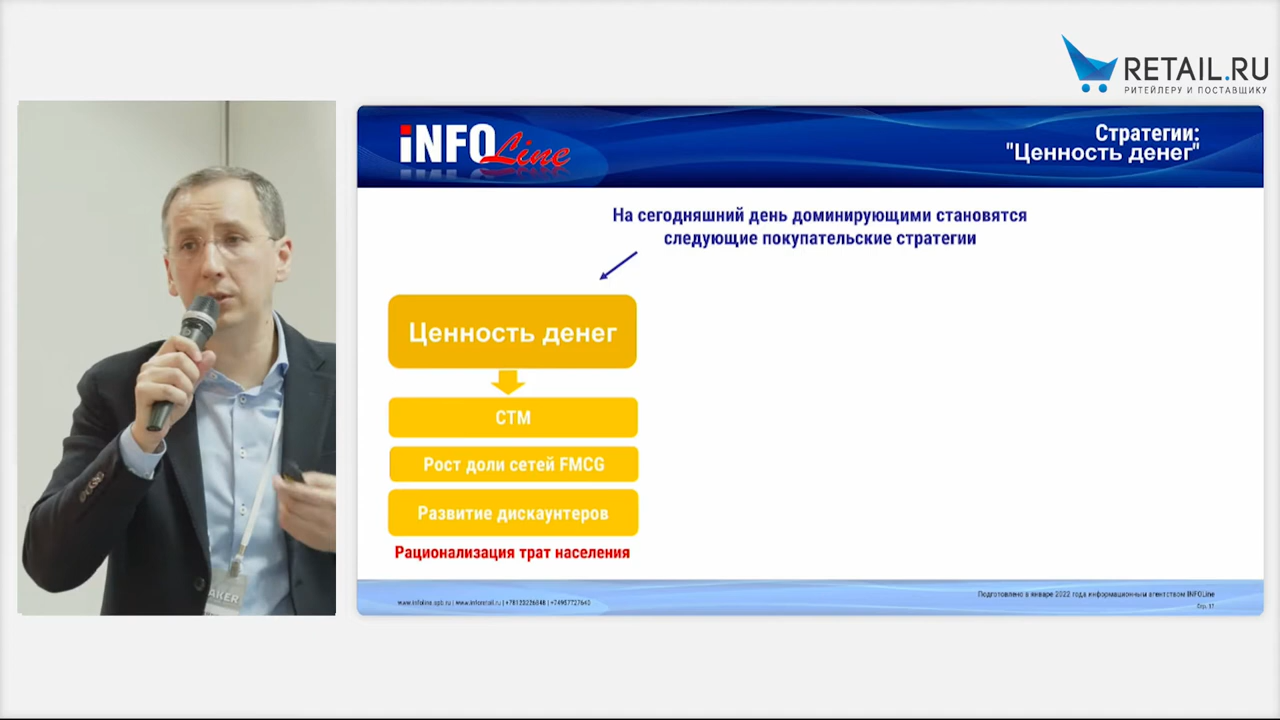 RETAIL.RU
РИТЕЙЛЕРУ И ПОСТАВЩИКУ
iNFOLine
Стратегии:
"Ценность денег"
На сегодняшний день доминирующими становятся
следующие покупательские стратегии
Ценность денег
СТМ
Рост доли сетей FMCG
Развитие дискаунтеров
Рационализация трат населения
AKER
Подготовлено в январе 2022 года информационным агентством INFOLine